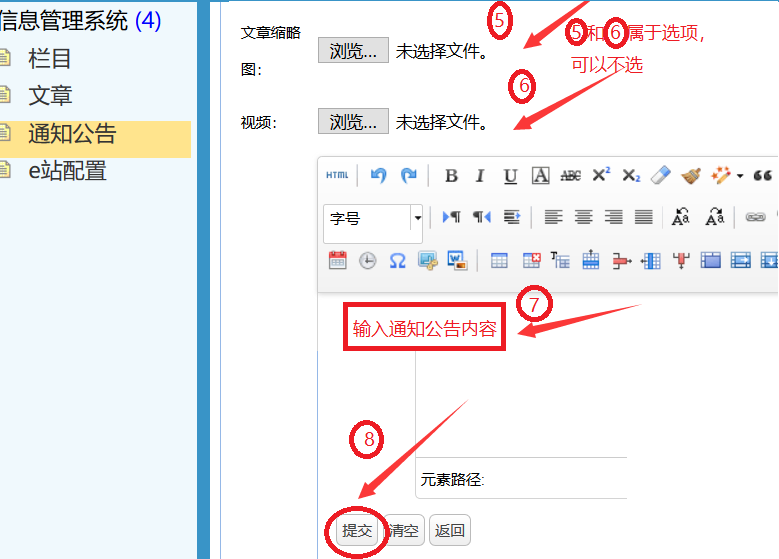 信息管理系统 (4)
栏目
文章
通知公告
e站配置
文章缩略
图:
浏览... 未选择文件。
5
5和6属于选项，
可以不选
6
视频:
浏览... 未选择文件。
HTML B I U A ABC X² X₂
字号
输入通知公告内容
7
8
元素路径:
提交 清空 返回